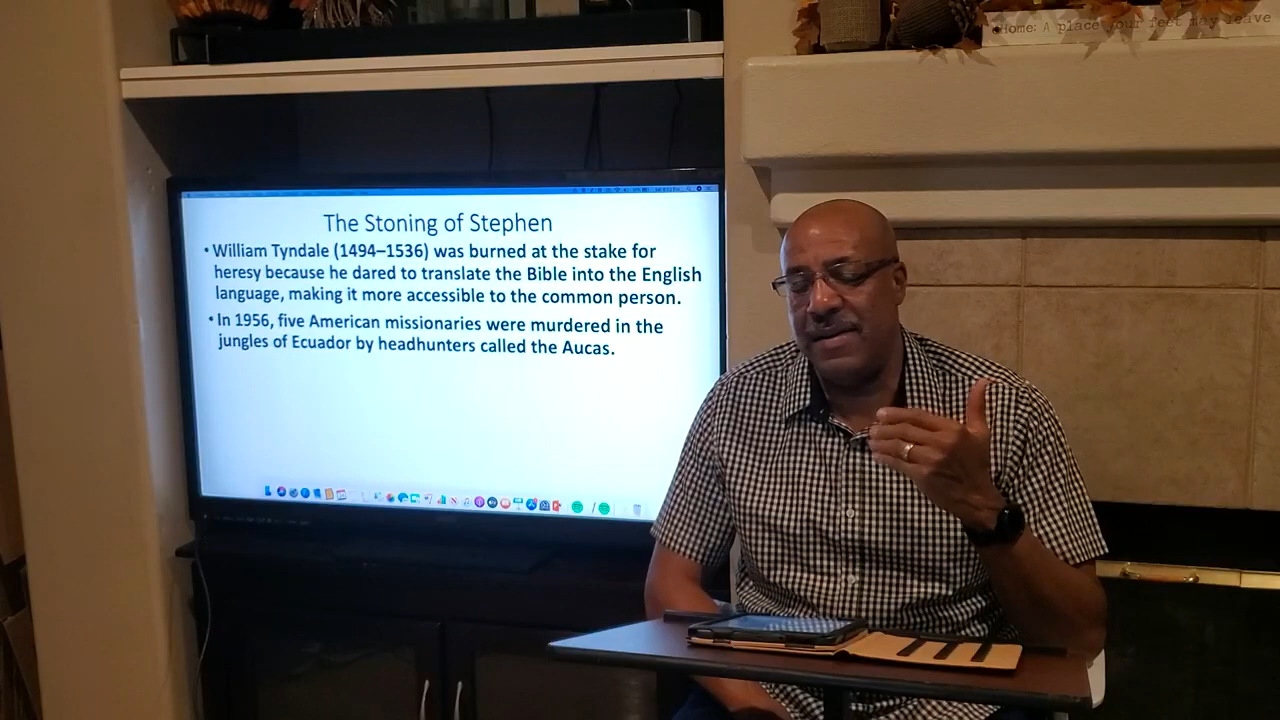 Home: A place your feet may leave
The Stoning of Stephen
• William Tyndale (1494–1536) was burned at the stake for
heresy because he dared to translate the Bible into the English
language, making it more accessible to the common person.
• In 1956, five American missionaries were murdered in the
jungles of Ecuador by headhunters called the Aucas.